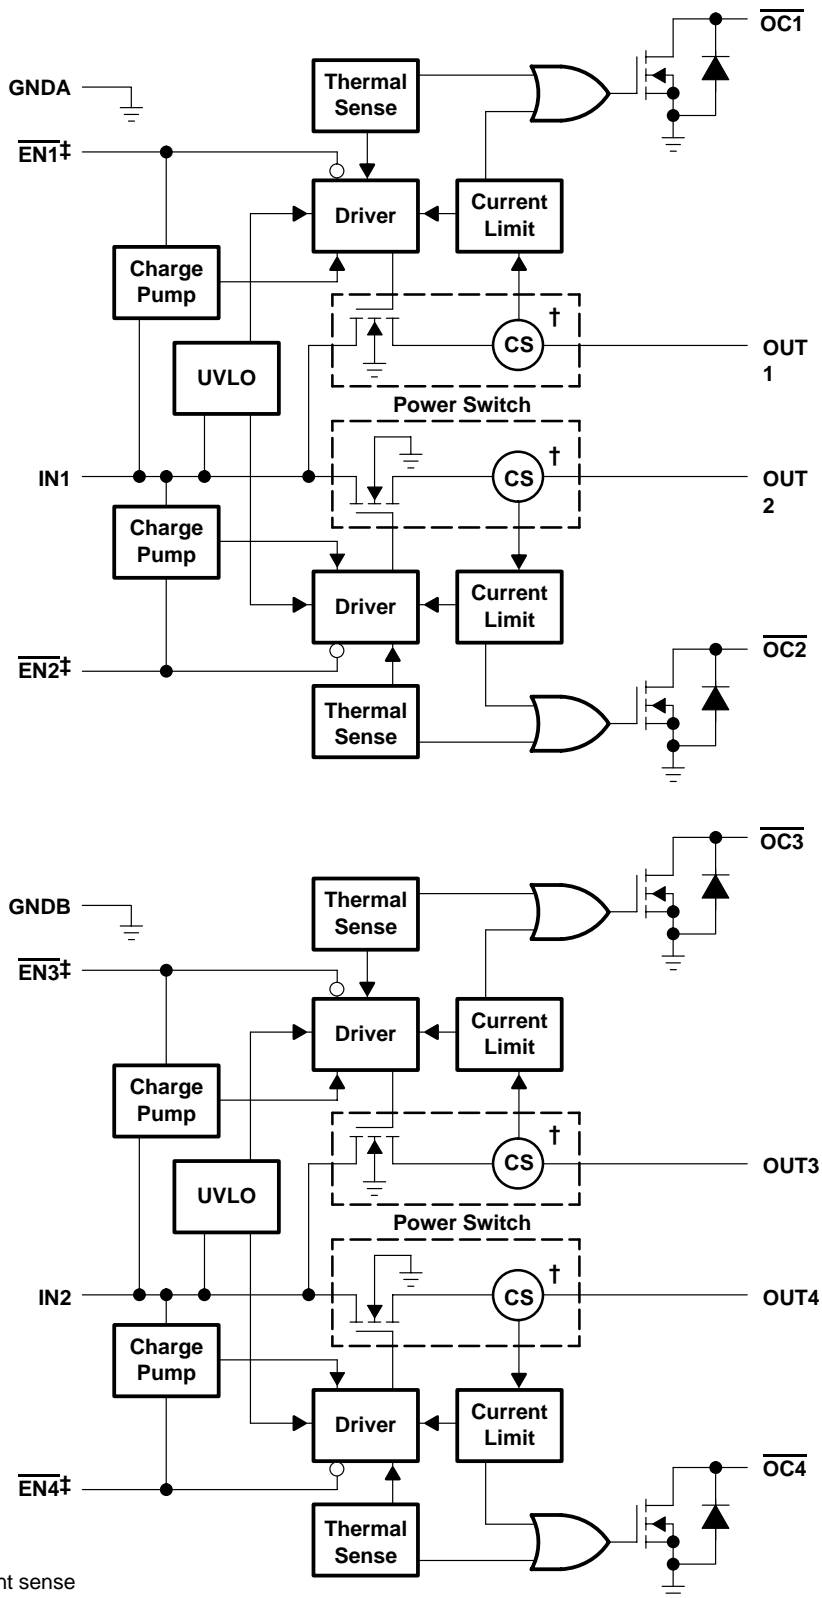 OC1
Thermal
Sense
GNDA
EN1‡
Driver
Current
Limit
Charge
Pump
†
CS
OUT
1
UVLO
Power Switch
IN1
†
CS
OUT
2
Charge
Pump
Driver
Current
Limit
EN2‡
OC2
Thermal
Sense
OC3
Thermal
Sense
GNDB
EN3‡
Driver
Current
Limit
Charge
Pump
†
CS
OUT3
UVLO
Power Switch
IN2
†
CS
OUT4
Charge
Pump
Driver
Current
Limit
EN4‡
OC4
Thermal
Sense
nt sense